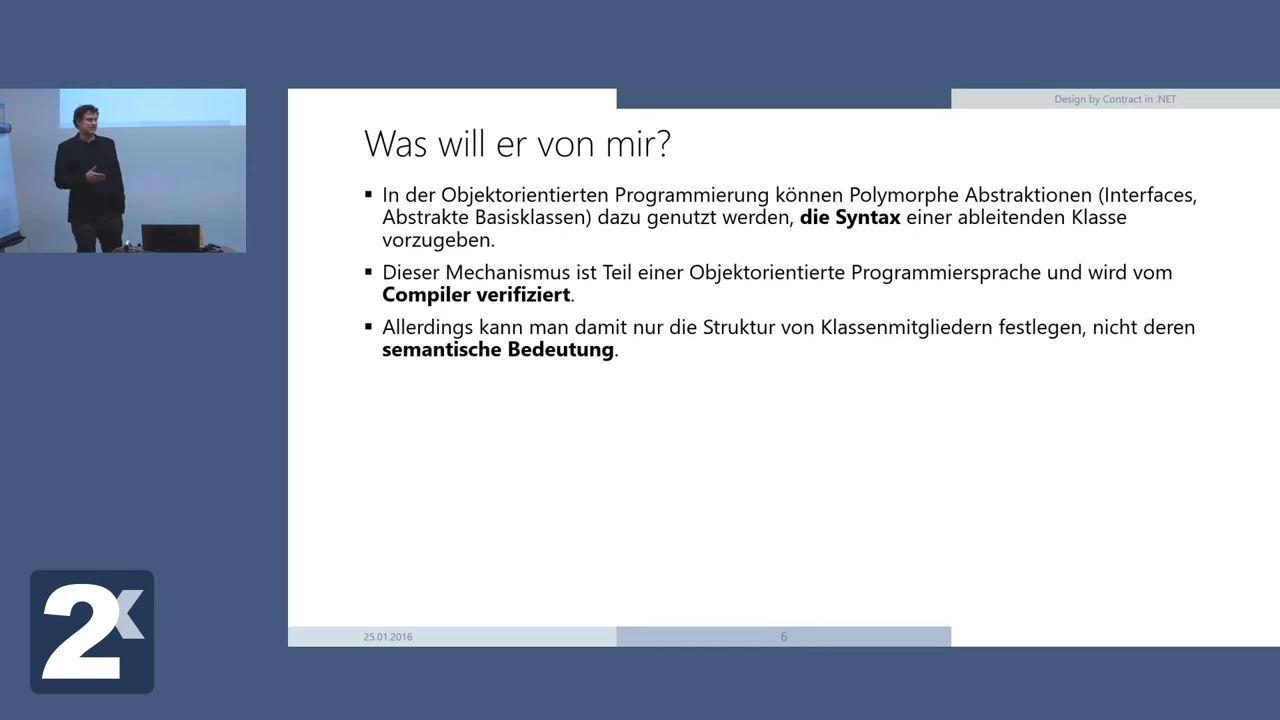 Design by Contract in .NET
Was will er von mir?
▪ In der Objektorientierten Programmierung können Polymorphe Abstraktionen (Interfaces,
Abstrakte Basisklassen) dazu genutzt werden, die Syntax einer ableitenden Klasse
vorzugeben.
▪ Dieser Mechanismus ist Teil einer Objektorientierte Programmiersprache und wird vom
Compiler verifiziert.
▪ Allerdings kann man damit nur die Struktur von Klassenmitgliedern festlegen, nicht deren
semantische Bedeutung.
25.01.2016
6
2x